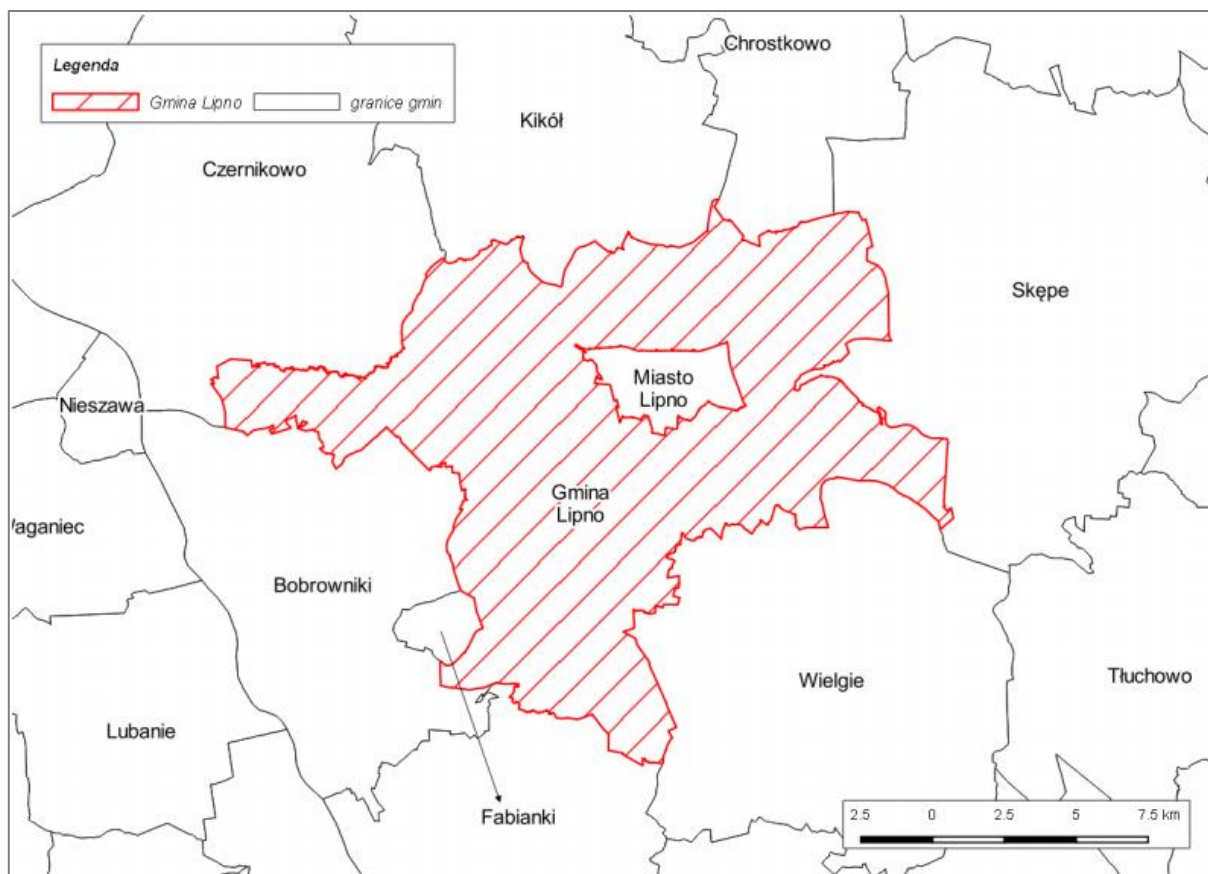 Chrostkowo
Legenda
Gmina Lipno granice gmin
Kikół
Czernikowo
Skępe
Miasto
Lipno
Nieszawa
Gmina
Lipno
Waganiec
Bobrowniki
Wielgie
Tłuchowo
Lubanie
Fabianki
2.5 0 2.5 5 7.5 km